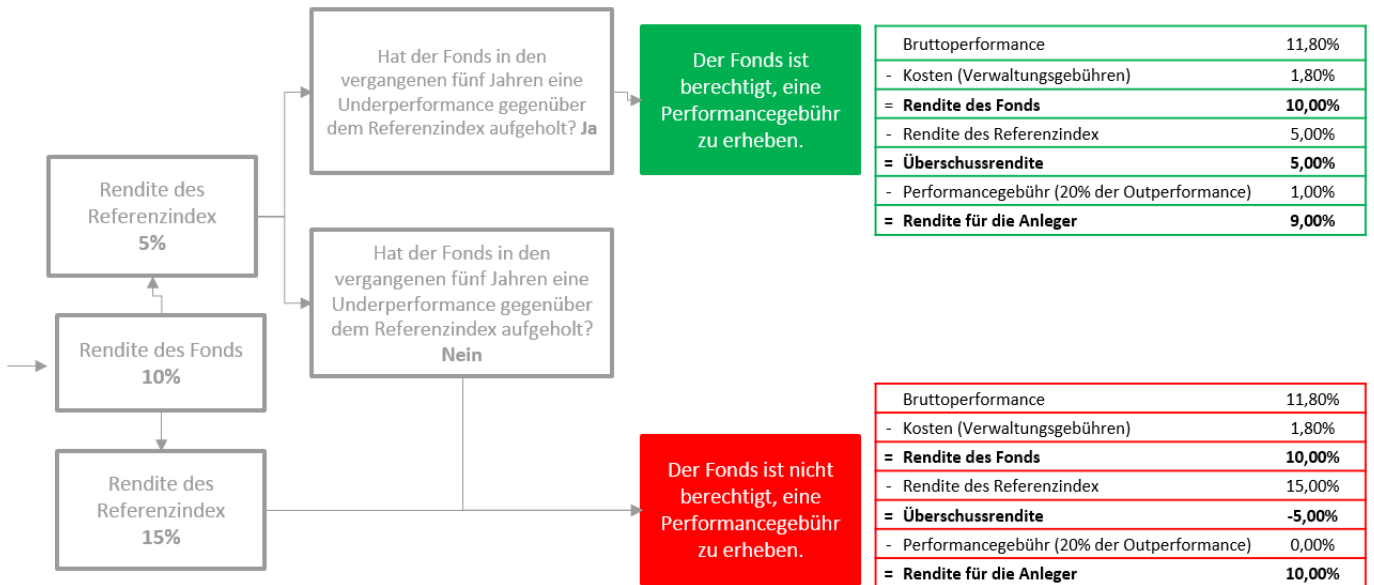 Hat der Fonds in den
vergangenen fünf Jahren eine
Underperformance gegenüber
dem Referenzindex aufgeholt? Ja
Der Fonds ist
berechtigt, eine
Performancegebühr
zu erheben.
Bruttoperformance 11,80%
- Kosten (Verwaltungsgebühren) 1,80%
= Rendite des Fonds 10,00%
- Rendite des Referenzindex 5,00%
= Überschussrendite 5,00%
- Performancegebühr (20% der Outperformance) 1,00%
= Rendite für die Anleger 9,00%
Rendite des
Referenzindex
5%
Hat der Fonds in den
vergangenen fünf Jahren eine
Underperformance gegenüber
dem Referenzindex aufgeholt?
Nein
Rendite des Fonds
10%
Rendite des
Referenzindex
15%
Der Fonds ist nicht
berechtigt, eine
Performancegebühr
zu erheben.
Bruttoperformance 11,80%
- Kosten (Verwaltungsgebühren) 1,80%
= Rendite des Fonds 10,00%
- Rendite des Referenzindex 15,00%
= Überschussrendite -5,00%
- Performancegebühr (20% der Outperformance) 0,00%
= Rendite für die Anleger 10,00%